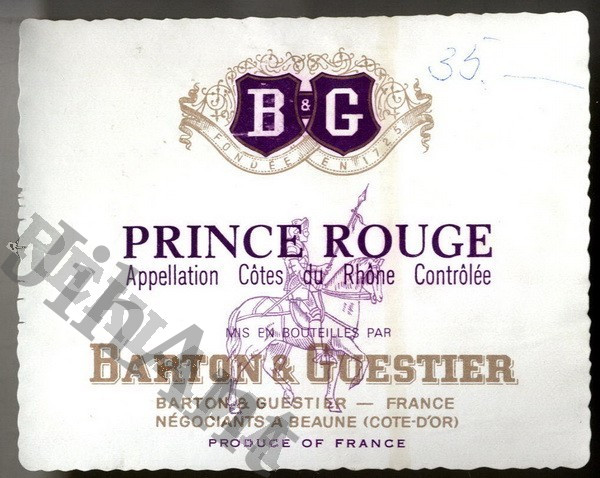 B & G
35.—
FONDÉE EN 1725
PRINCE ROUGE
Appellation Côtes du Rhône Contrôlée
MIS EN BOUTEILLES PAR
BARTON & GUESTIER
BARTON & GUESTIER — FRANCE
NÉGOCIANTS A BEAUNE (COTE-D'OR)
PRODUCE OF FRANCE